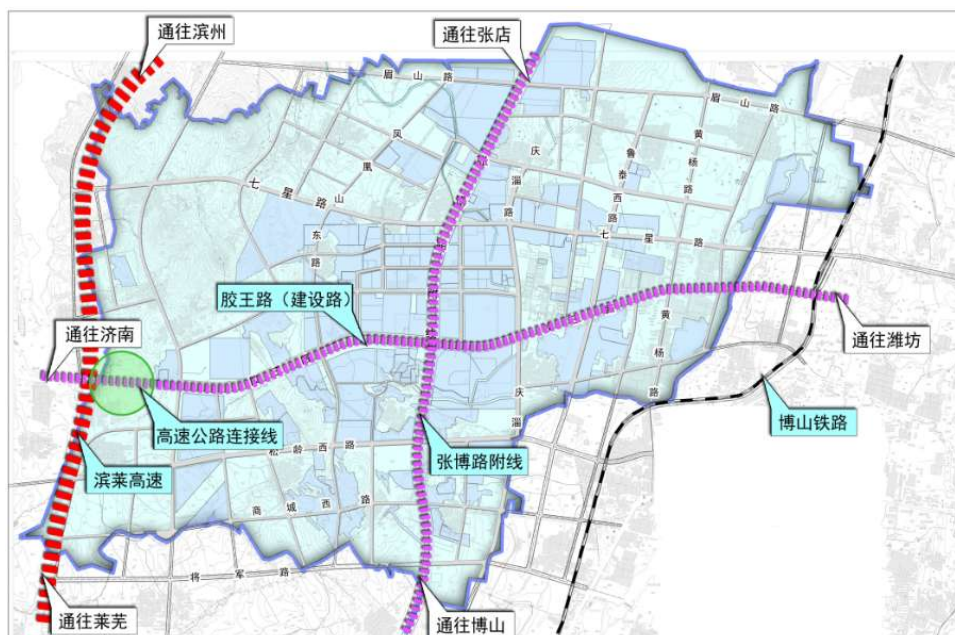 通往滨州
通往张店
眉山路
眉山路
凤凰山路
庆淄路
鲁泰西路
黄杨路
七星路
七星路
东路
胶王路（建设路）
通往济南
通往潍坊
黄杨路
庆淄
高速公路连接线
博山铁路
松龄西路
张博路附线
滨莱高速
商城西路
将军路
通往莱芜
通往博山